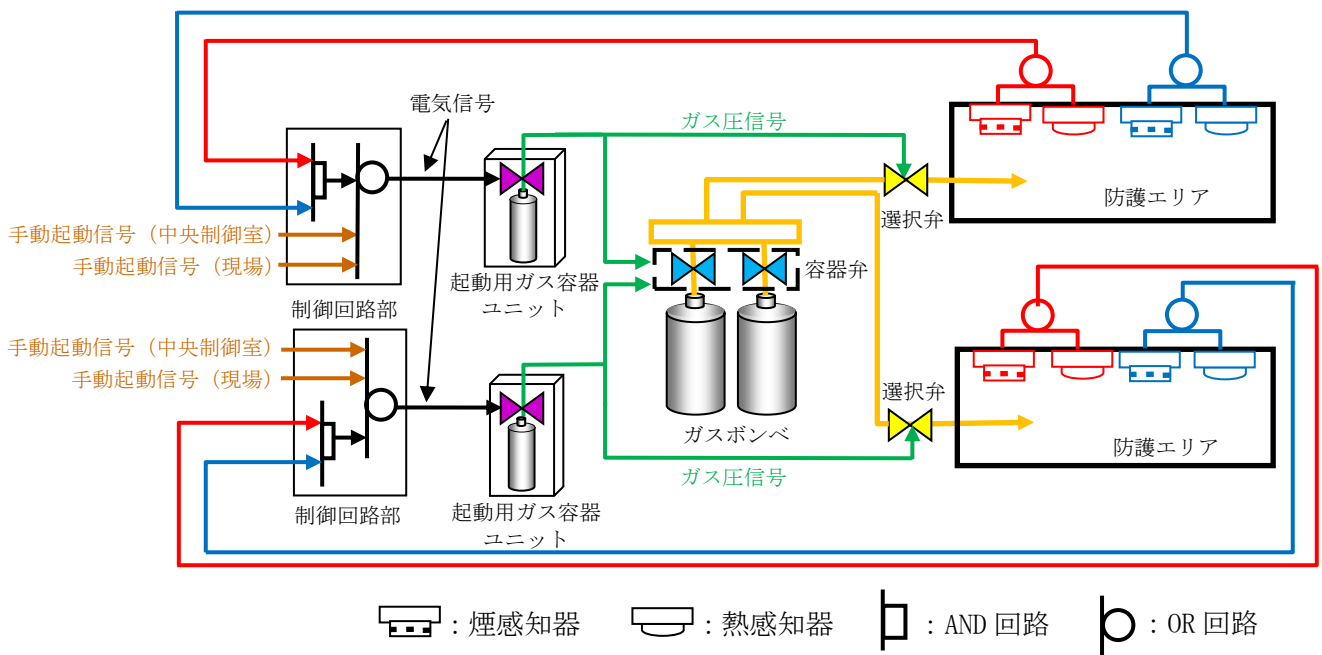 電気信号
ガス圧信号
防護エリア
選択弁
手動起動信号（中央制御室）
手動起動信号（現場）
容器弁
起動用ガス容器
ユニット
制御回路部
手動起動信号（中央制御室）
手動起動信号（現場）
選択弁
ガスボンベ
防護エリア
ガス圧信号
起動用ガス容器
ユニット
制御回路部
：煙感知器
：熱感知器
：AND 回路
：OR 回路